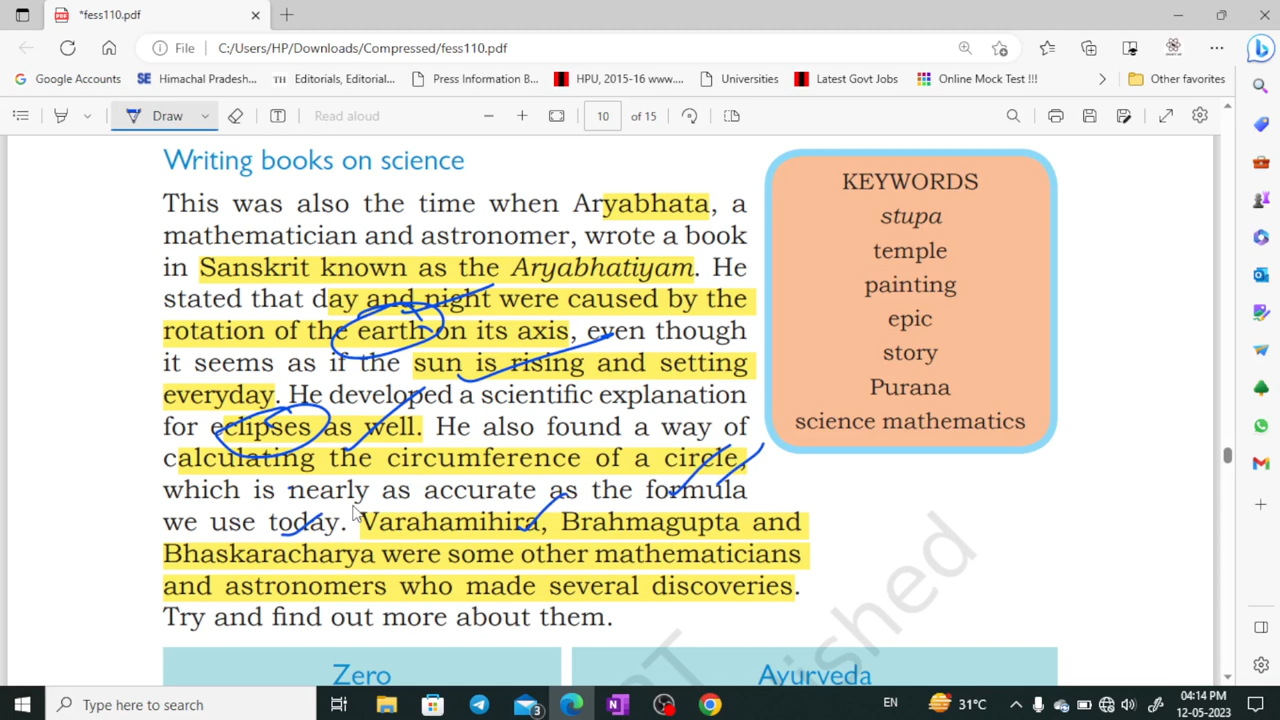 *fess110.pdf
File C:/Users/HP/Downloads/Compressed/fess110.pdf
Google Accounts SE Himachal Pradesh... TH Editorials, Editorial... Press Information B... HPU, 2015-16 www.... Universities Latest Govt Jobs Online Mock Test !!! Other favorites
Draw Read aloud 10 of 15
Writing books on science
This was also the time when Aryabhata, a
mathematician and astronomer, wrote a book
in Sanskrit known as the Aryabhatiyam. He
stated that day and night were caused by the
rotation of the earth on its axis, even though
it seems as if the sun is rising and setting
everyday. He developed a scientific explanation
for eclipses as well. He also found a way of
calculating the circumference of a circle,
which is nearly as accurate as the formula
we use today. Varahamihira, Brahmagupta and
Bhaskaracharya were some other mathematicians
and astronomers who made several discoveries.
Try and find out more about them.
KEYWORDS
stupa
temple
painting
epic
story
Purana
science mathematics
Zero
Ayurveda
Type here to search
3
EN 31°C
04:14 PM
12-05-2023